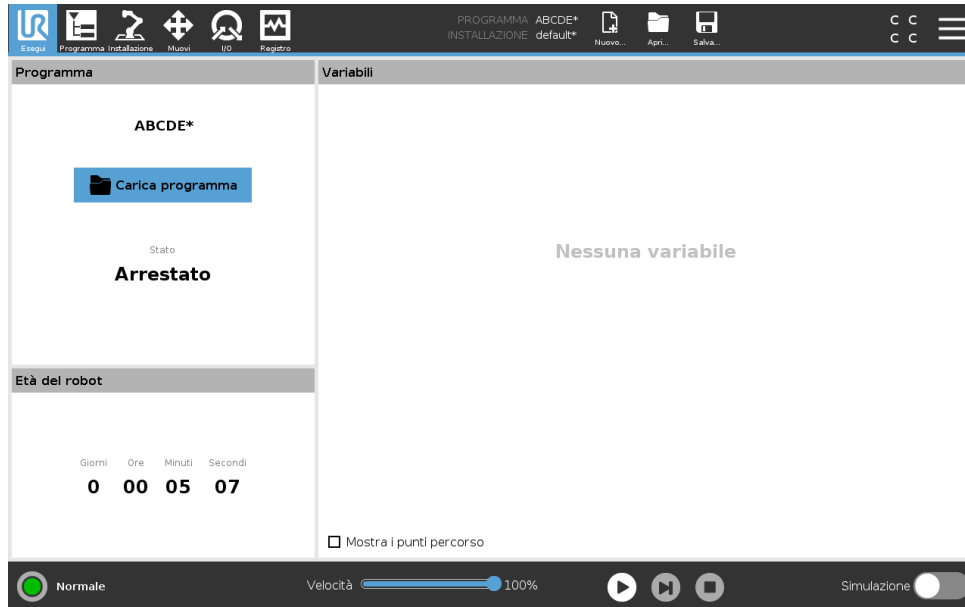 UR
Esegui
Programma
Installazione
Muovi
I/O
Registro
PROGRAMMA ABCDE*
INSTALLAZIONE default*
Nuovo...
Apri...
Salva...
C C
C C
Programma
ABCDE*
Carica programma
Stato
Arrestato
Variabili
Nessuna variabile
Mostra i punti percorso
Età del robot
Giorni Ore Minuti Secondi
0 00 05 07
Normale
Velocità 100%
Simulazione